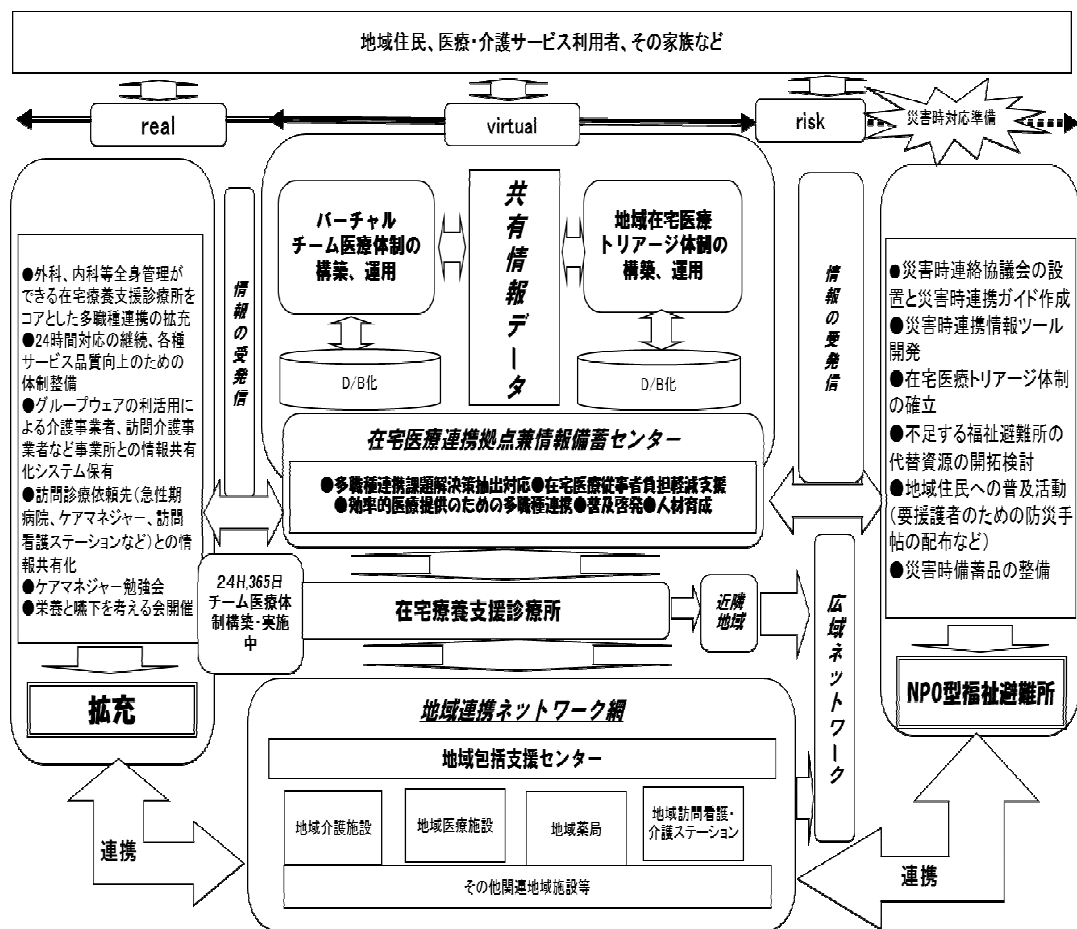 地域住民、医療・介護サービス利用者、その家族など
real
virtual
risk
災害時対応準備
●外科、内科等全身管理が
できる在宅療養支援診療所を
コアとした多職種連携の拡充
●24時間対応の継続、各種
サービス品質向上のための
体制整備
●グループウェアの利活用に
よる介護事業者、訪問介護事
業者など事業所との情報共有
化システム保有
●訪問診療依頼先（急性期
病院、ケアマネジャー、訪問
看護ステーションなど）との情
報共有化
●ケアマネジャー勉強会
●栄養と嚥下を考える会開催
拡充
情報の受発信
バーチャル
チーム医療体制の
構築、運用
共有情報データ
地域在宅医療
トリアージ体制の
構築、運用
D/B化
D/B化
在宅医療連携拠点兼情報備蓄センター
●多職種連携課題解決策抽出対応●在宅医療従事者負担軽減支援
●効率的医療提供のための多職種連携●普及啓発●人材育成
24H,365日
チーム医療体
制構築・実施
中
在宅療養支援診療所
近隣
地域
情報の受発信
広域ネットワーク
●災害時連絡協議会の設
置と災害時連携ガイド作成
●災害時連携情報ツール
開発
●在宅医療トリアージ体制
の確立
●不足する福祉避難所の
代替資源の開拓検討
●地域住民への普及活動
（要援護者のための防災手
帖の配布など）
●災害時備蓄品の整備
NPO型福祉避難所
地域連携ネットワーク網
地域包括支援センター
地域介護施設
地域医療施設
地域薬局
地域訪問看護・
介護ステーション
その他関連地域施設等
連携
連携